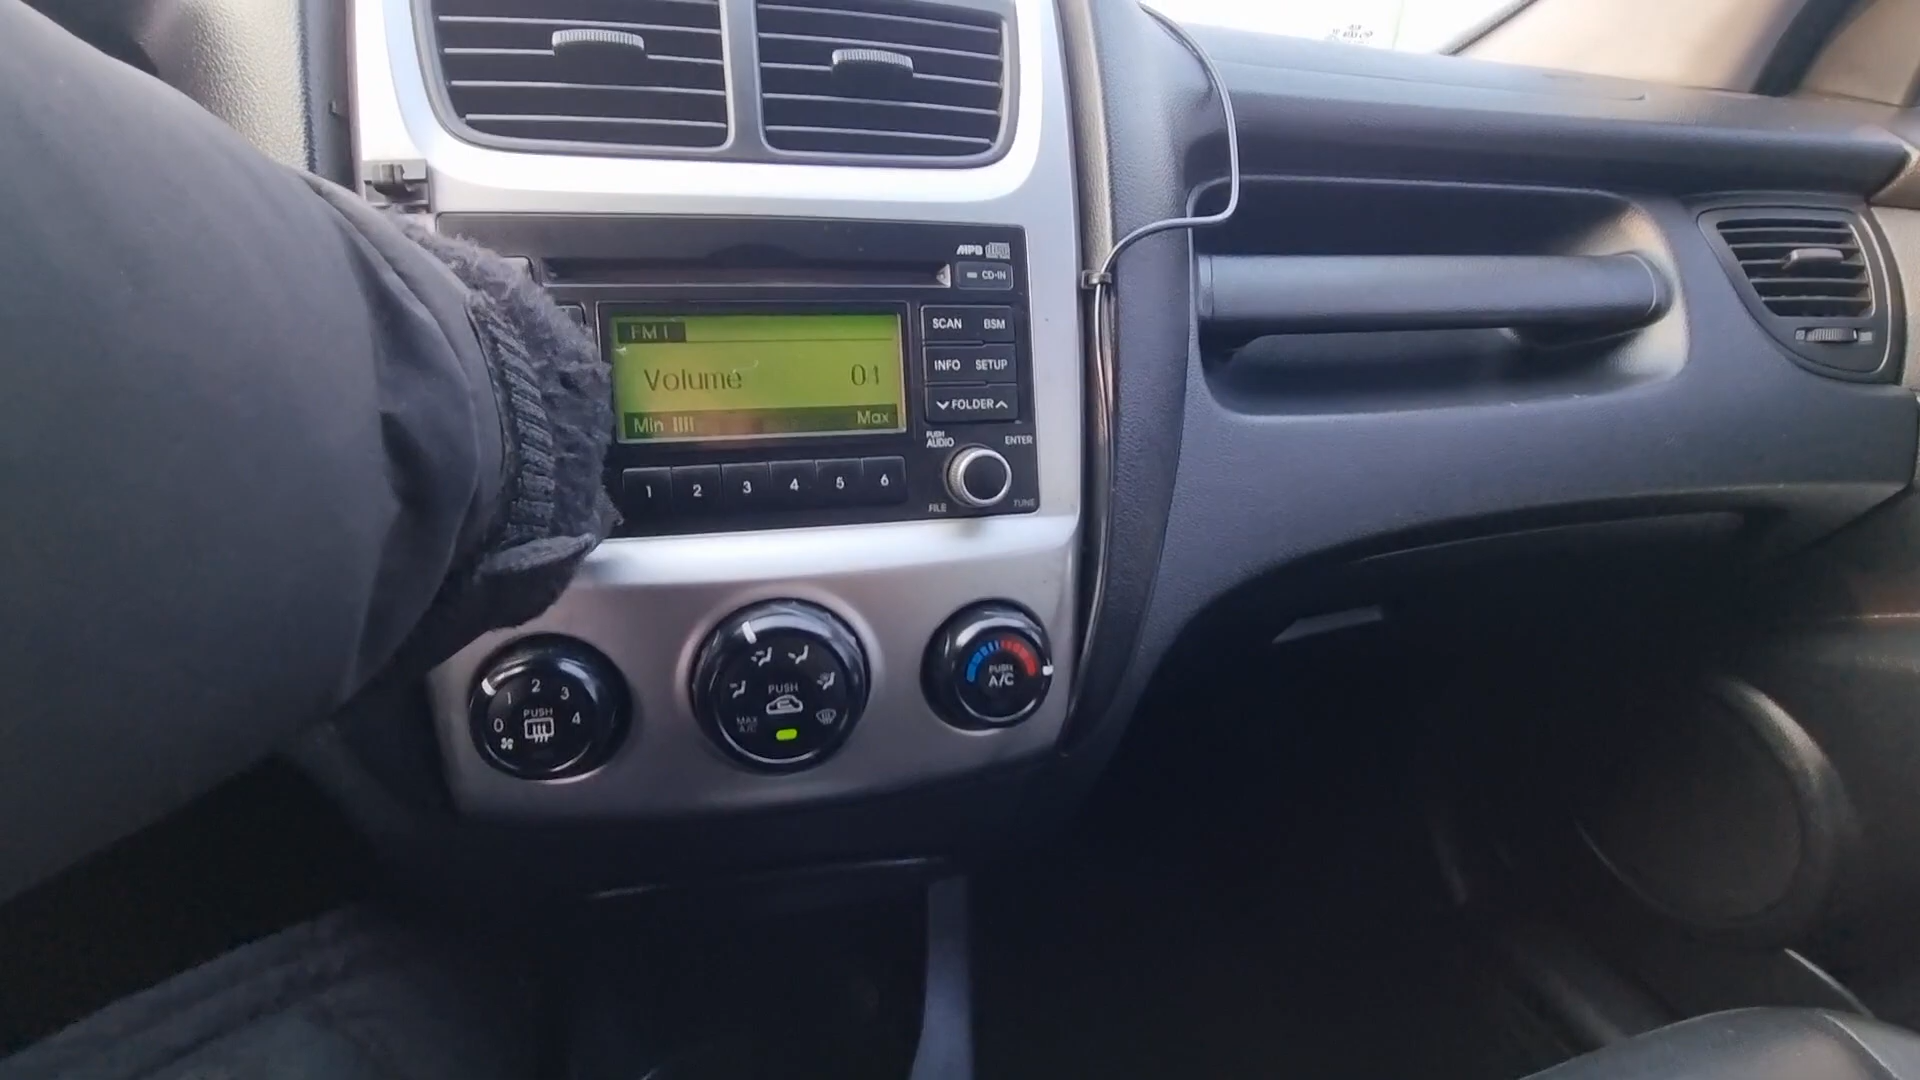 MP3
CD-IN
FM1
SCAN BSM
Volume 01
INFO SETUP
FOLDER
Min Max
PUSH
AUDIO
ENTER
1 2 3 4 5 6
FILE TUNE
0 1 2 3 4
PUSH
PUSH
MAX
A/C
PUSH
A/C